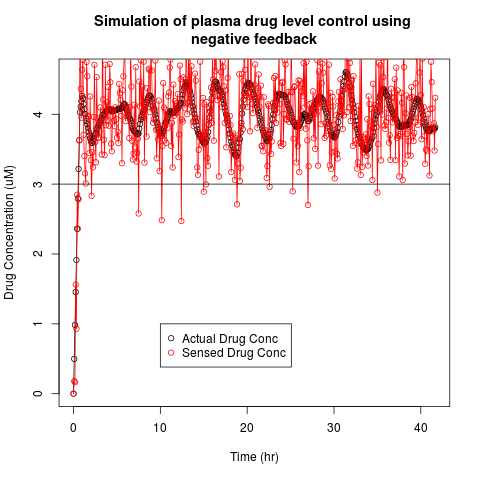 Simulation of plasma drug level control using
negative feedback
Drug Concentration (uM)
4
3
2
1
0
Actual Drug Conc
Sensed Drug Conc
0 10 20 30 40
Time (hr)